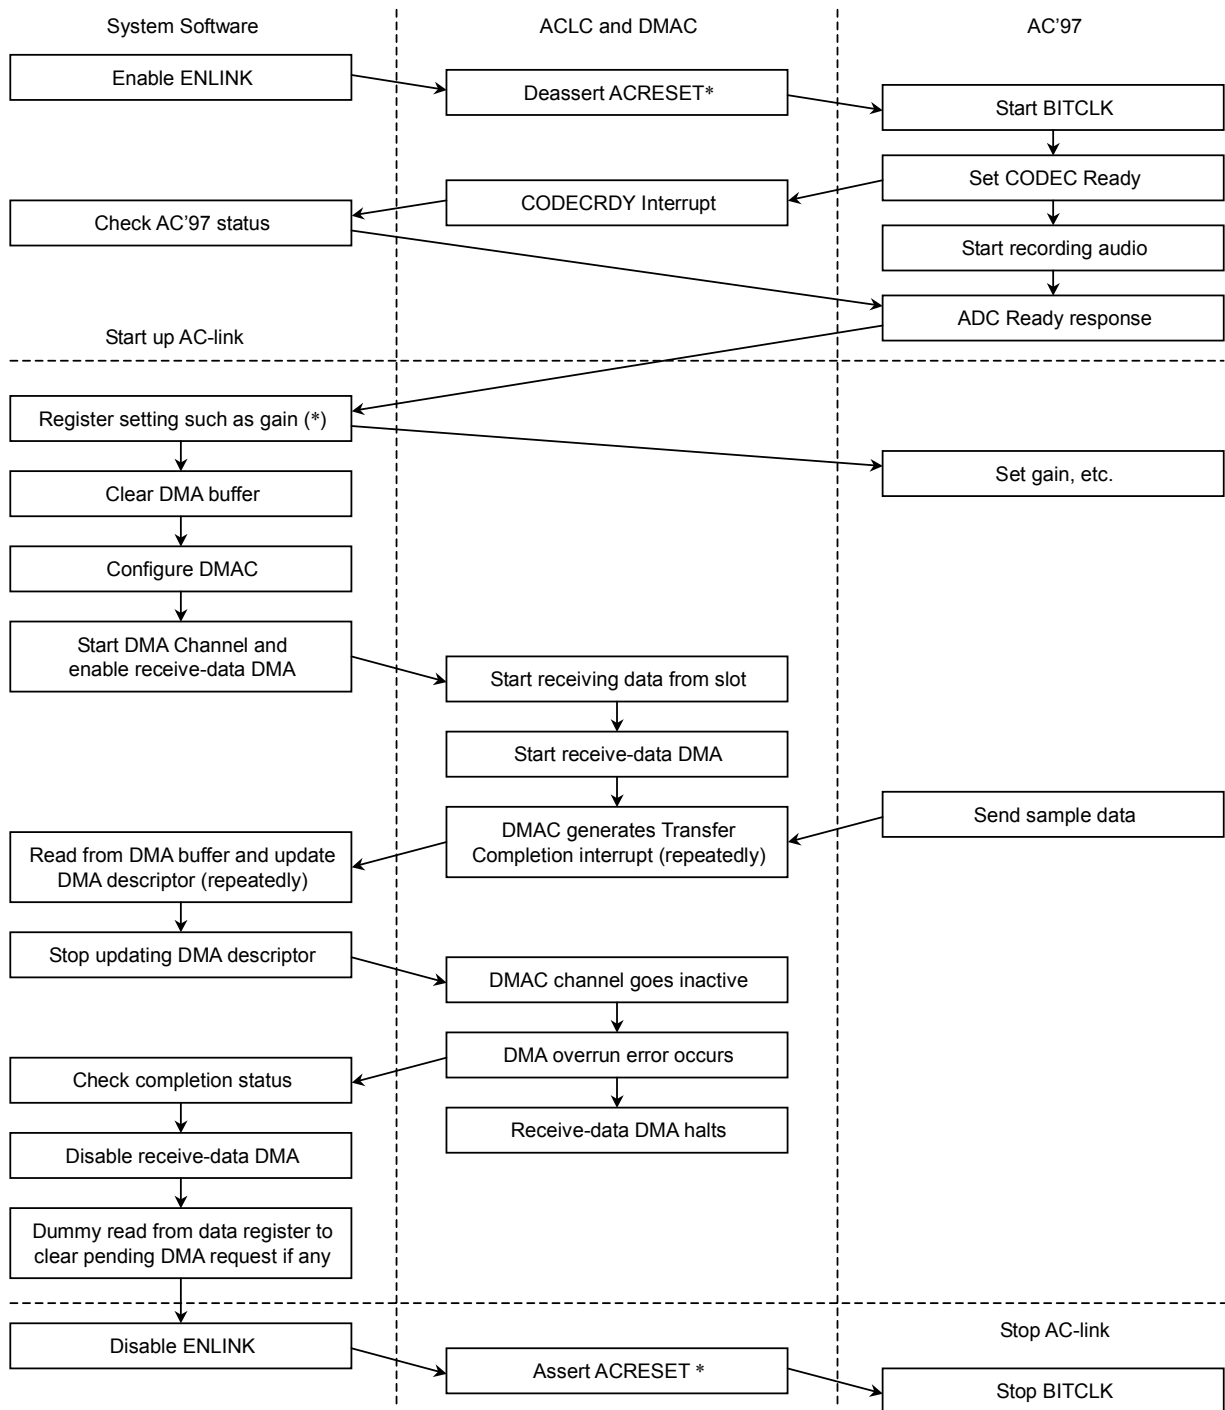 System Software
ACLC and DMAC
AC’97
Enable ENLINK
Deassert ACRESET*
Start BITCLK
Set CODEC Ready
CODECRDY Interrupt
Check AC’97 status
Start recording audio
ADC Ready response
Start up AC-link
Register setting such as gain (*)
Set gain, etc.
Clear DMA buffer
Configure DMAC
Start DMA Channel and
enable receive-data DMA
Start receiving data from slot
Start receive-data DMA
Send sample data
DMAC generates Transfer
Completion interrupt (repeatedly)
Read from DMA buffer and update
DMA descriptor (repeatedly)
Stop updating DMA descriptor
DMAC channel goes inactive
DMA overrun error occurs
Check completion status
Receive-data DMA halts
Disable receive-data DMA
Dummy read from data register to
clear pending DMA request if any
Disable ENLINK
Stop AC-link
Assert ACRESET *
Stop BITCLK